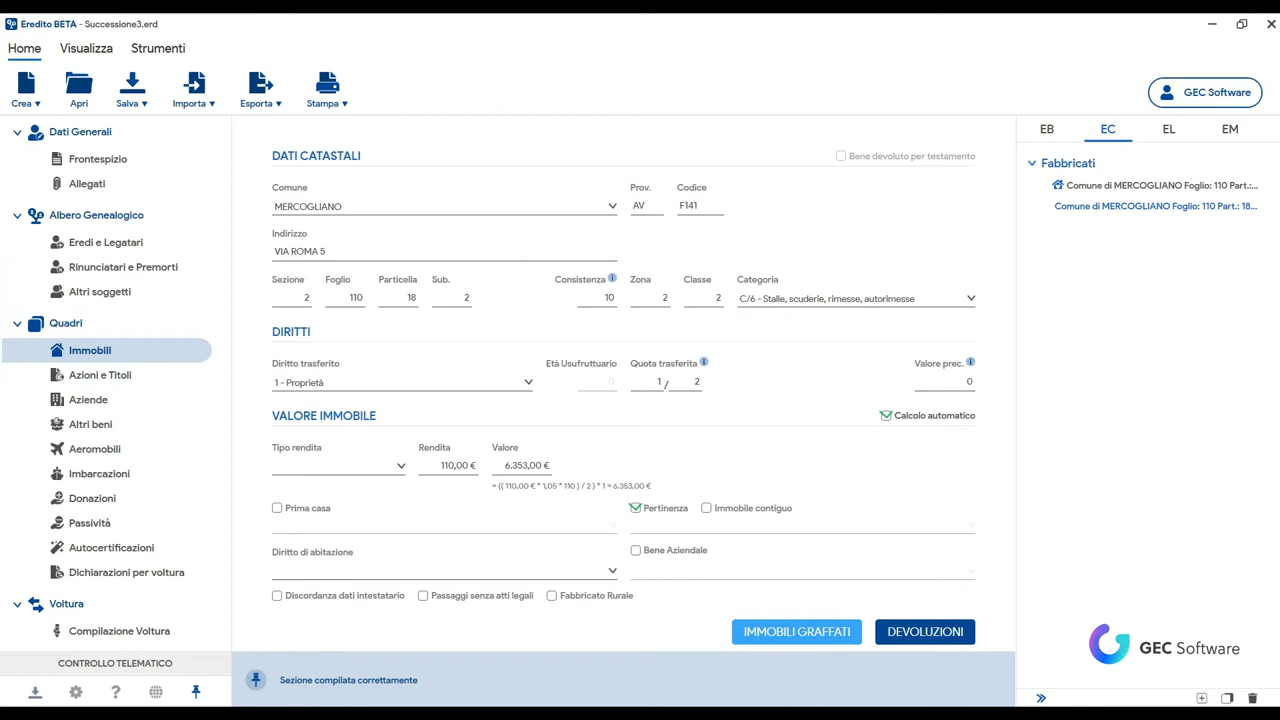 Eredito BETA - Successione3.erd
Home Visualizza Strumenti
Crea Apri Salva Importa Esporta Stampa
GEC Software
Dati Generali
Frontespizio
Allegati
Albero Genealogico
Eredi e Legatari
Rinunciatari e Premorti
Altri soggetti
Quadri
Immobili
Azioni e Titoli
Aziende
Altri beni
Aeromobili
Imbarcazioni
Donazioni
Passività
Autocertificazioni
Dichiarazioni per voltura
Voltura
Compilazione Voltura
CONTROLLO TELEMATICO
DATI CATASTALI
Bene devoluto per testamento
Comune Prov. Codice
MERCOGLIANO AV F141
Indirizzo
VIA ROMA 5
Sezione Foglio Particella Sub. Consistenza Zona Classe Categoria
2 110 18 2 10 2 2 C/6 - Stalle, scuderie, rimesse, autorimesse
DIRITTI
Diritto trasferito Età Usufruttuario Quota trasferita Valore prec.
1 - Proprietà 0 1 / 2 0
VALORE IMMOBILE
Calcolo automatico
Tipo rendita Rendita Valore
110,00 € 6.353,00 €
= (( 110,00 € * 1,05 * 110 ) / 2 ) * 1 = 6.353,00 €
Prima casa Pertinenza Immobile contiguo
Diritto di abitazione Bene Aziendale
Discordanza dati intestatario Passaggi senza atti legali Fabbricato Rurale
IMMOBILI GRAFFATI DEVOLUZIONI
Sezione compilata correttamente
EB EC EL EM
Fabbricati
Comune di MERCOGLIANO Foglio: 110 Part.:...
Comune di MERCOGLIANO Foglio: 110 Part.: 18...
GEC Software